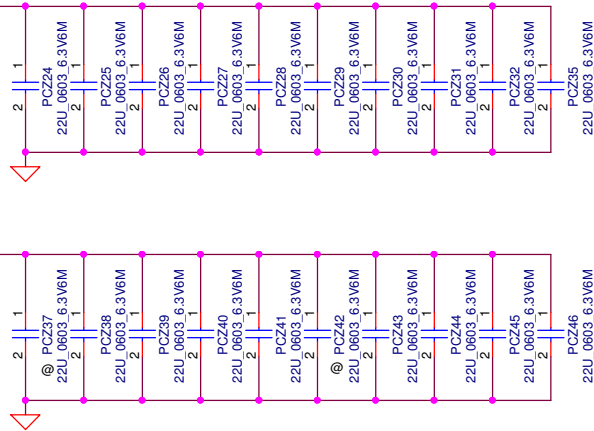 1
2
PCZ24
22U_0603_6.3V6M
1
2
PCZ25
22U_0603_6.3V6M
1
2
PCZ26
22U_0603_6.3V6M
1
2
PCZ27
22U_0603_6.3V6M
1
2
PCZ28
22U_0603_6.3V6M
1
2
PCZ29
22U_0603_6.3V6M
1
2
PCZ30
22U_0603_6.3V6M
1
2
PCZ31
22U_0603_6.3V6M
1
2
PCZ32
22U_0603_6.3V6M
1
2
PCZ35
22U_0603_6.3V6M
1
2
@ PCZ37
22U_0603_6.3V6M
1
2
PCZ38
22U_0603_6.3V6M
1
2
PCZ39
22U_0603_6.3V6M
1
2
PCZ40
22U_0603_6.3V6M
1
2
PCZ41
22U_0603_6.3V6M
1
2
@ PCZ42
22U_0603_6.3V6M
1
2
PCZ43
22U_0603_6.3V6M
1
2
PCZ44
22U_0603_6.3V6M
1
2
PCZ45
22U_0603_6.3V6M
1
2
PCZ46
22U_0603_6.3V6M